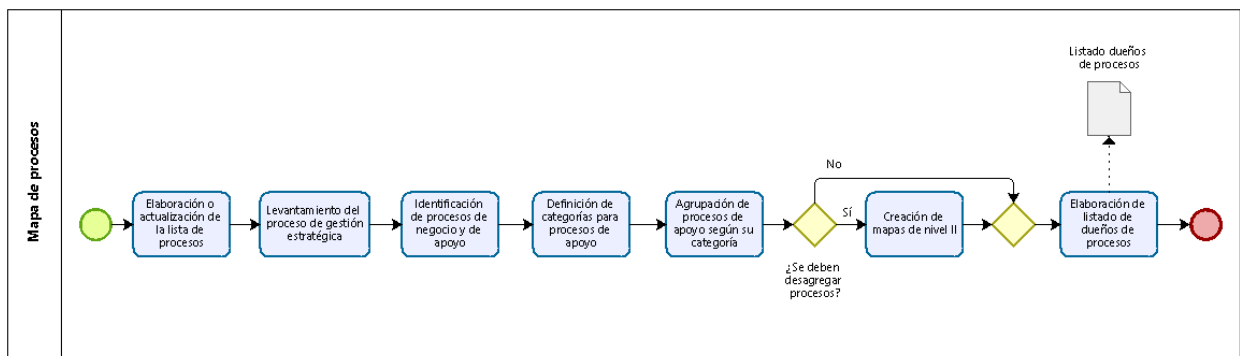 Mapa de procesos
Elaboración o
actualización de
la lista de
procesos
Levantamiento del
proceso de gestión
estratégica
Identificación
de procesos de
negocio y de
apoyo
Definición de
categorías para
procesos de
apoyo
Agrupación de
procesos de
apoyo según su
categoría
¿Se deben
desagregar
procesos?
No
Sí
Creación de
mapas de nivel II
Elaboración de
listado de
dueños de
procesos
Listado dueños
de procesos